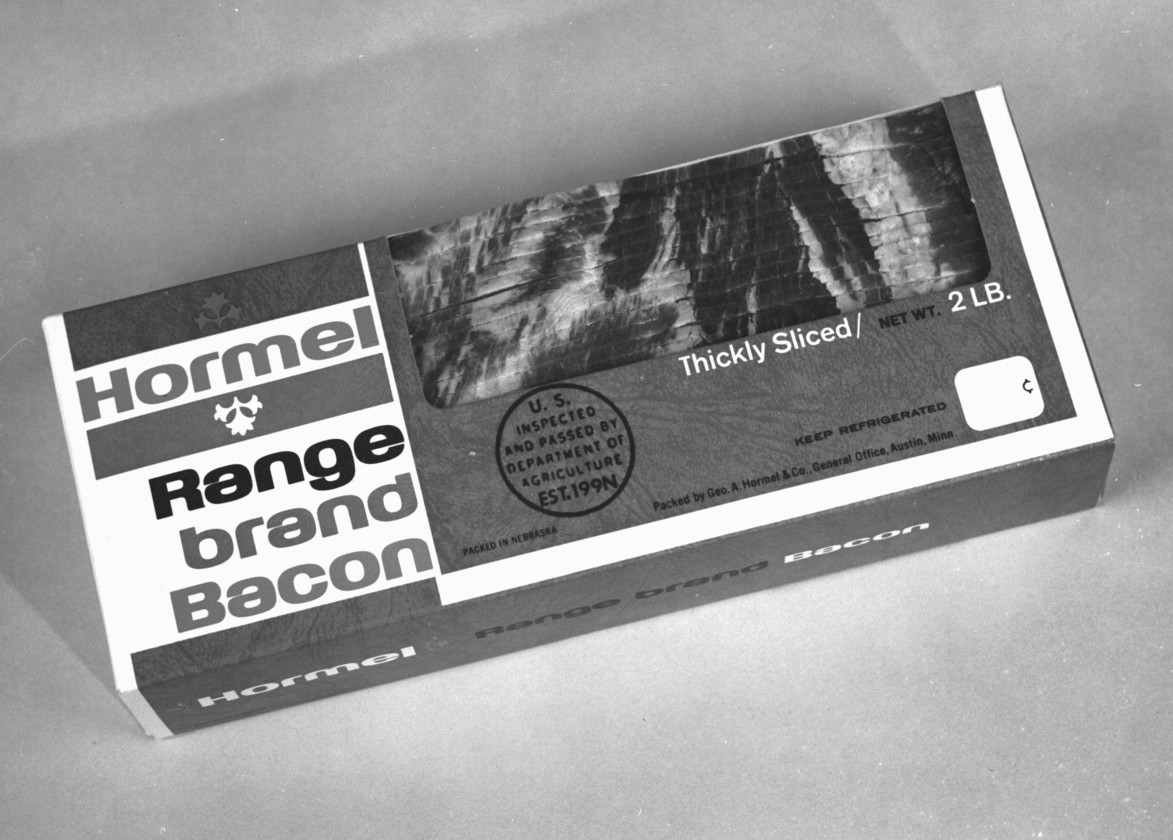 Hormel
Range
brand
Bacon
Thickly Sliced / NET WT. 2 LB.
¢
U. S.
INSPECTED
AND PASSED BY
DEPARTMENT OF
AGRICULTURE
EST. 199N
KEEP REFRIGERATED
Packed by Geo. A. Hormel & Co., General Office, Austin, Minn.
PACKED IN NEBRASKA
Hormel Range brand Bacon